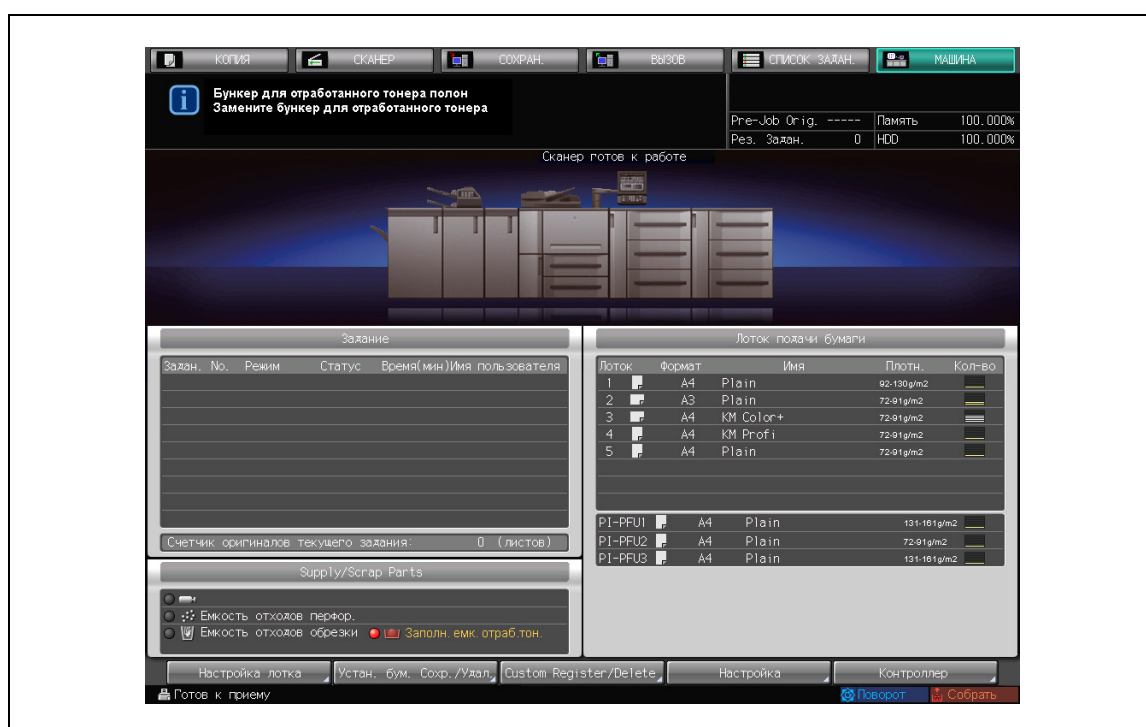 КОПИЯ СКАНЕР СОХРАН. ВЫЗОВ СПИСОК ЗАДАН. МАШИНА
Бункер для отработанного тонера полон
Замените бункер для отработанного тонера
Pre-Job Orig. ----- Память 100.000%
Рез. Задан. 0 HDD 100.000%
Сканер готов к работе
Задание
Задан. No. Режим Статус Время(мин)Имя пользователя
Счетчик оригиналов текущего задания: 0 (листов)
Supply/Scrap Parts
Емкость отходов перфор.
Емкость отходов обрезки Заполн. емк. отраб.тон.
Лоток подачи бумаги
Лоток Формат Имя Плотн. Кол-во
1 A4 Plain 92-130g/m2
2 A3 Plain 72-91g/m2
3 A4 KM Color+ 72-91g/m2
4 A4 KM Profi 72-91g/m2
5 A4 Plain 72-91g/m2
PI-PFU1 A4 Plain 131-161g/m2
PI-PFU2 A4 Plain 72-91g/m2
PI-PFU3 A4 Plain 131-161g/m2
Настройка лотка Устан. бум. Сохр./Удал. Custom Register/Delete Настройка Контроллер
Готов к приему Поворот Собрать